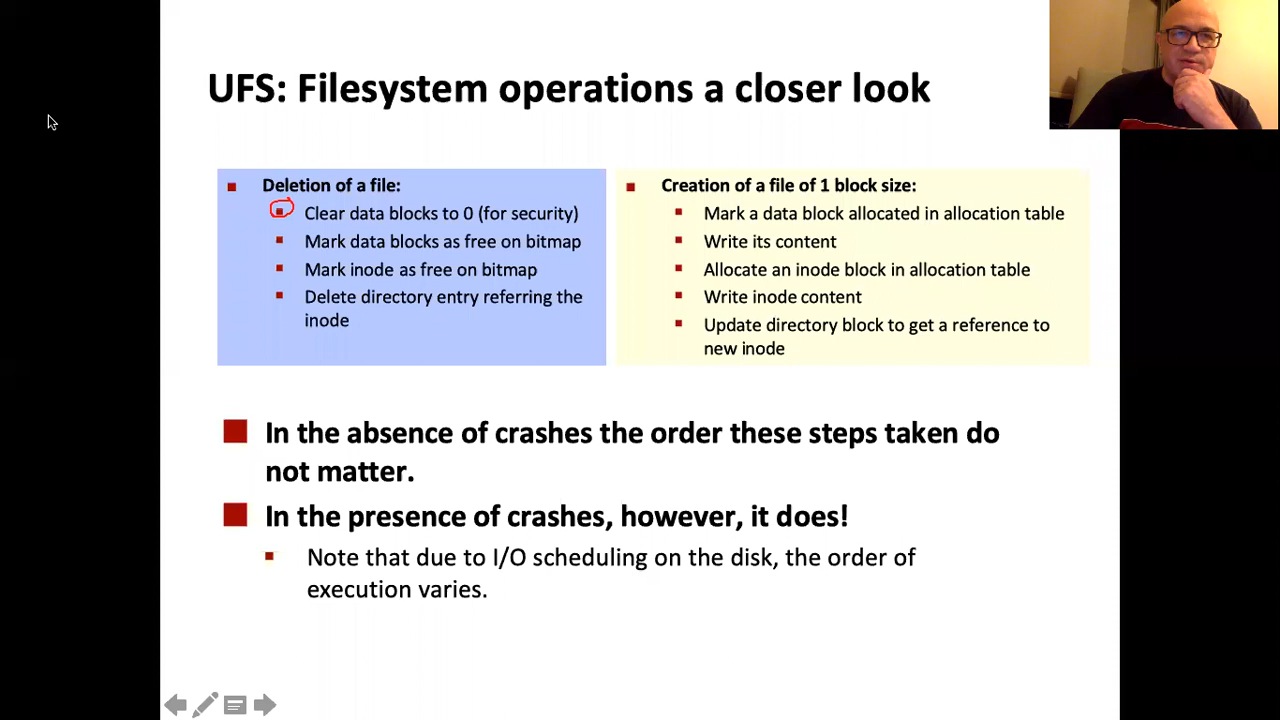 UFS: Filesystem operations a closer look
Deletion of a file:
Clear data blocks to 0 (for security)
Mark data blocks as free on bitmap
Mark inode as free on bitmap
Delete directory entry referring the
inode
Creation of a file of 1 block size:
Mark a data block allocated in allocation table
Write its content
Allocate an inode block in allocation table
Write inode content
Update directory block to get a reference to
new inode
In the absence of crashes the order these steps taken do
not matter.
In the presence of crashes, however, it does!
Note that due to I/O scheduling on the disk, the order of
execution varies.